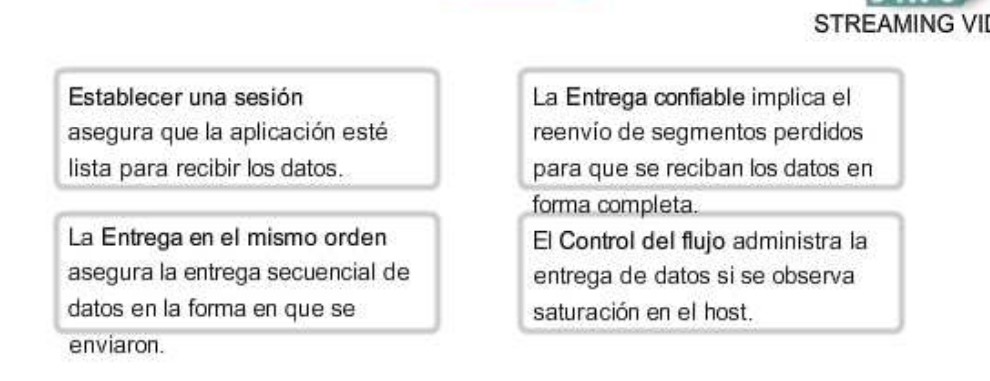 STREAMING
Establecer una sesión
asegura que la aplicación esté
lista para recibir los datos.
La Entrega confiable implica el
reenvío de segmentos perdidos
para que se reciban los datos en
forma completa.
La Entrega en el mismo orden
asegura la entrega secuencial de
datos en la forma en que se
enviaron.
El Control del flujo administra la
entrega de datos si se observa
saturación en el host.